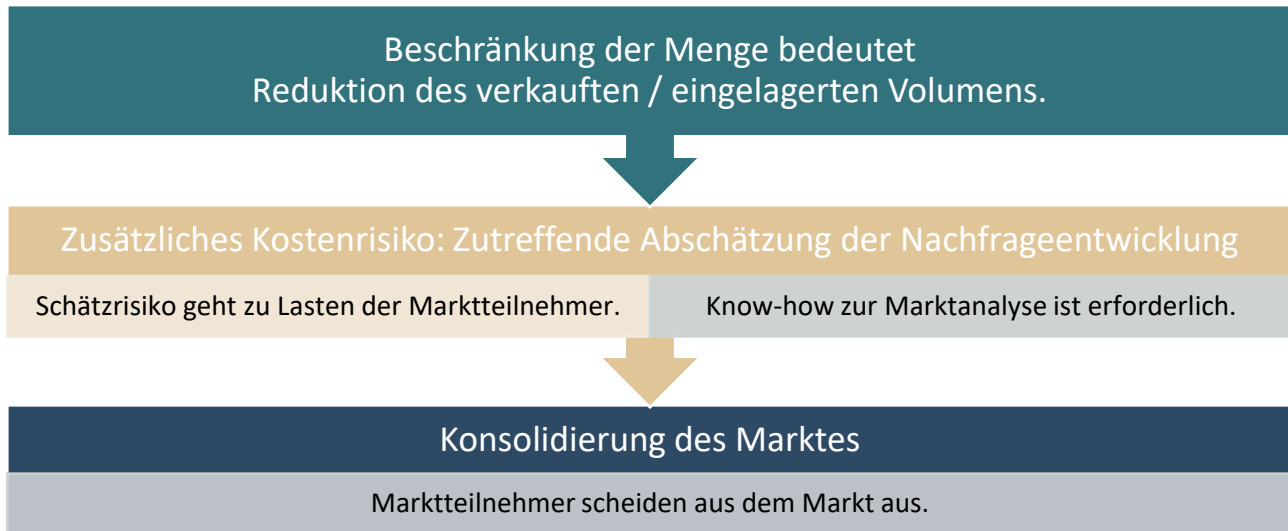 Beschränkung der Menge bedeutet
Reduktion des verkauften / eingelagerten Volumens.
Zusätzliches Kostenrisiko: Zutreffende Abschätzung der Nachfrageentwicklung
Schätzrisiko geht zu Lasten der Marktteilnehmer.
Know-how zur Marktanalyse ist erforderlich.
Konsolidierung des Marktes
Marktteilnehmer scheiden aus dem Markt aus.